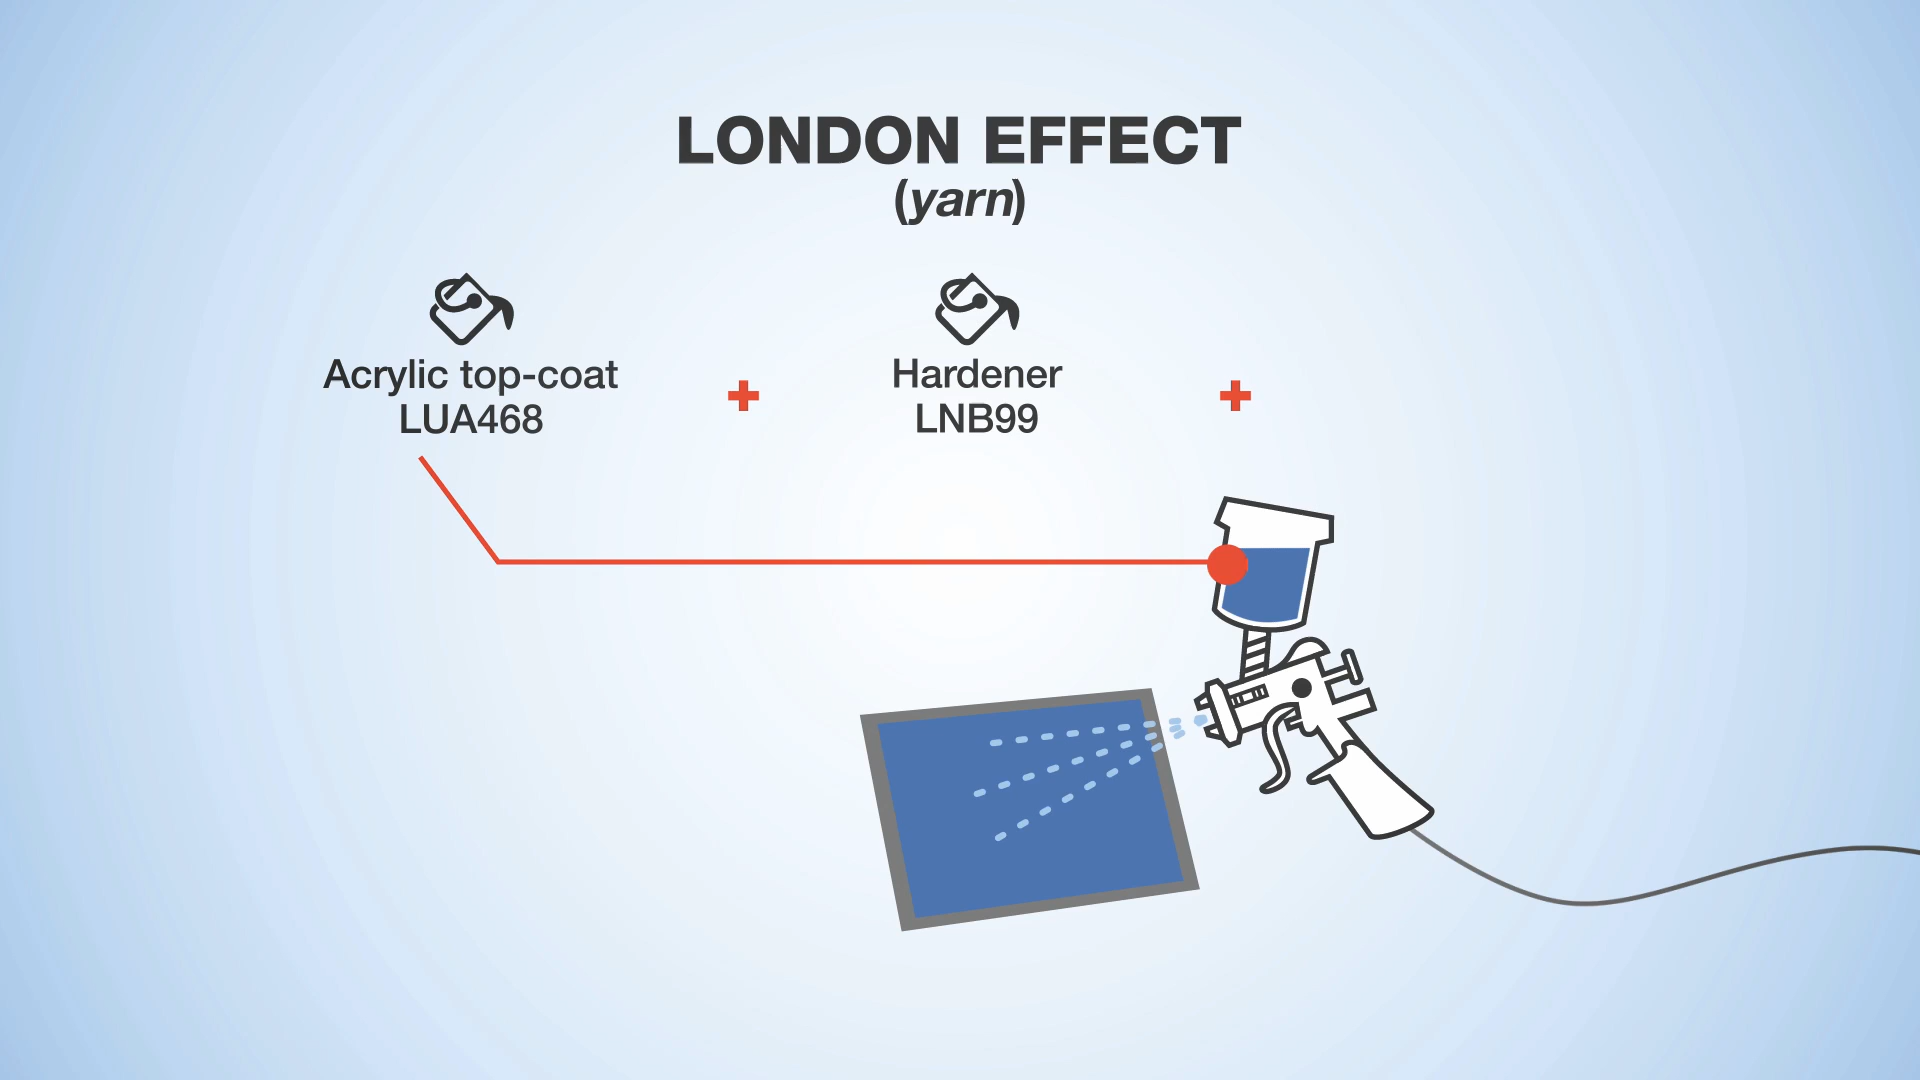 LONDON EFFECT
(yarn)
Acrylic top-coat
LUA468
+
Hardener
LNB99
+